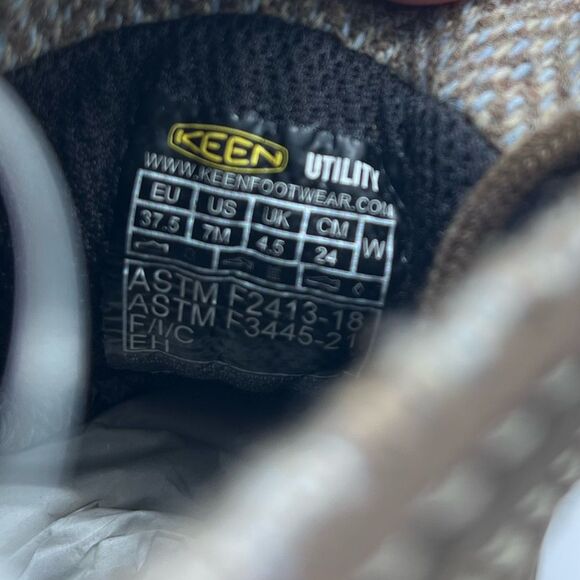 KEEN UTILITY
WWW.KEENFOOTWEAR.COM
EU US UK CM W
37.5 7M 4.5 24
ASTM F2413-18
ASTM F3445-21
F/I/C
EH